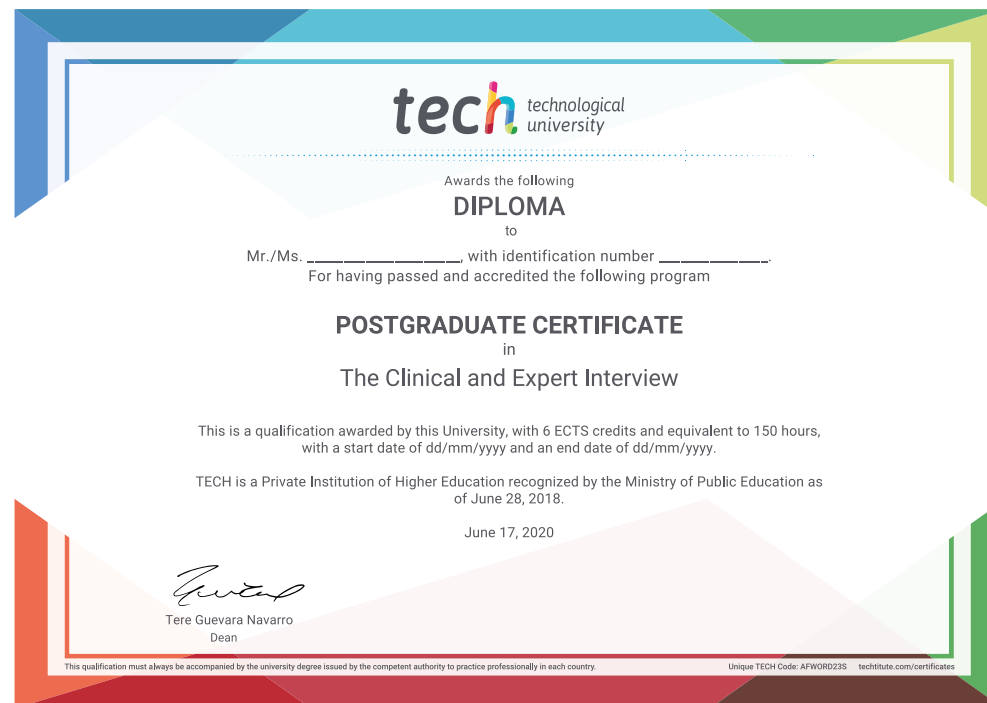 tech technological
university
Awards the following
DIPLOMA
to
Mr./Ms. ____________________, with identification number ______________.
For having passed and accredited the following program
POSTGRADUATE CERTIFICATE
in
The Clinical and Expert Interview
This is a qualification awarded by this University, with 6 ECTS credits and equivalent to 150 hours,
with a start date of dd/mm/yyyy and an end date of dd/mm/yyyy.
TECH is a Private Institution of Higher Education recognized by the Ministry of Public Education as
of June 28, 2018.
June 17, 2020
Tere Guevara Navarro
Dean
This qualification must always be accompanied by the university degree issued by the competent authority to practice professionally in each country.
Unique TECH Code: AFWORD23S techtitute.com/certificates